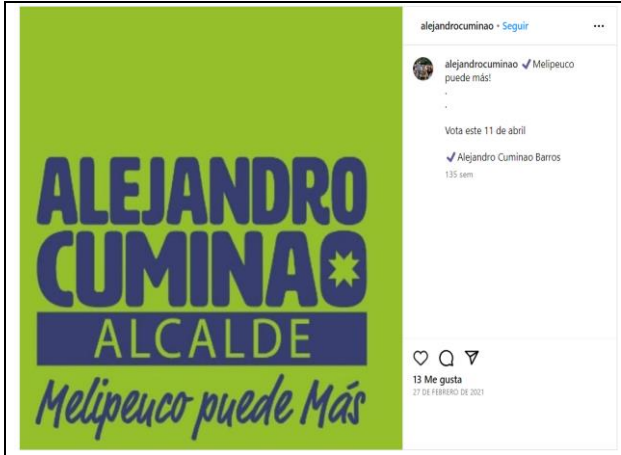 ALEJANDRO
CUMINAO
ALCALDE
Melipeuco puede Más
alejandrocuminao • Seguir
alejandrocuminao ✓Melipeuco
puede más!
.
.
Vota este 11 de abril
✓Alejandro Cuminao Barros
135 sem
13 Me gusta
27 DE FEBRERO DE 2021